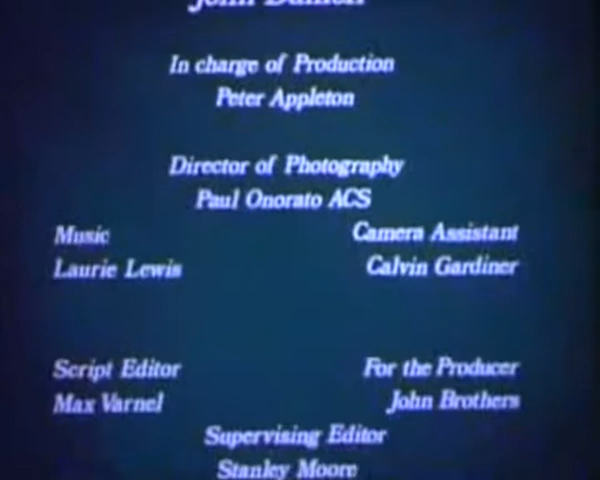 John
In charge of Production
Peter Appleton
Director of Photography
Paul Onorato ACS
Music Camera Assistant
Laurie Lewis Calvin Gardiner
Script Editor For the Producer
Max Varnel John Brothers
Supervising Editor
Stanley Moore